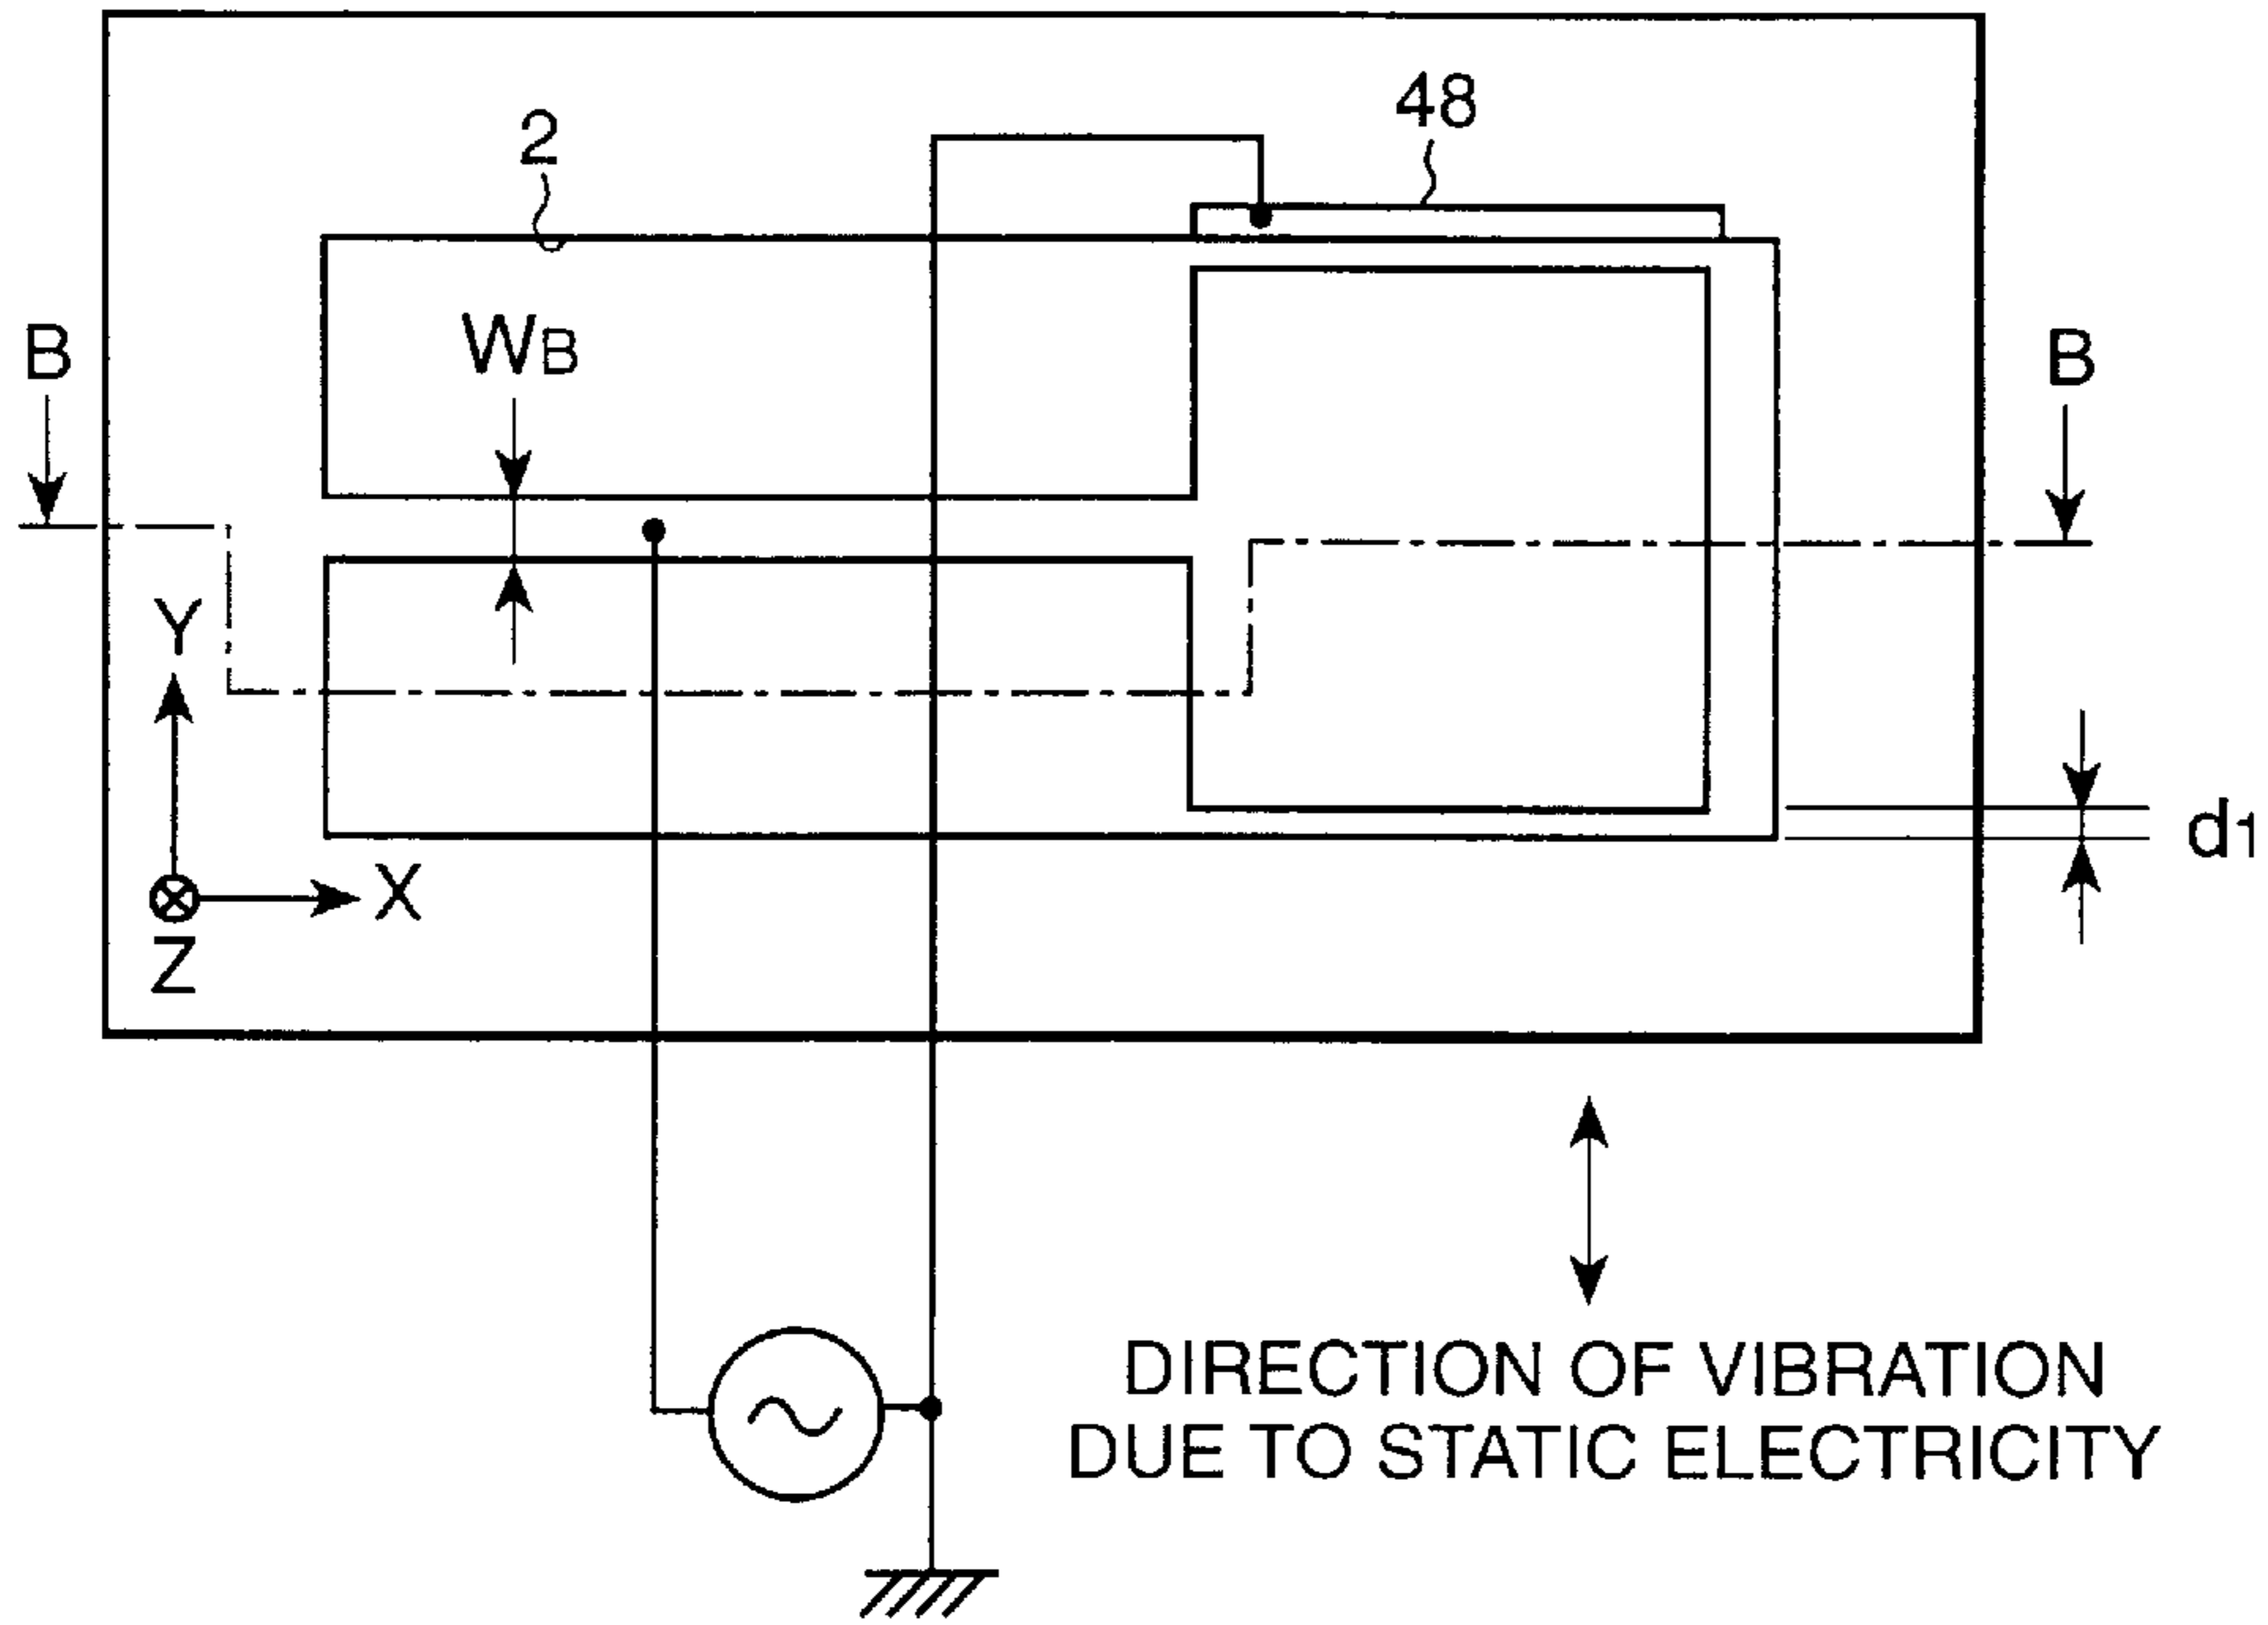 48
2
WB
B
B
Y
d1
X
Z
DIRECTION OF VIBRATION
DUE TO STATIC ELECTRICITY